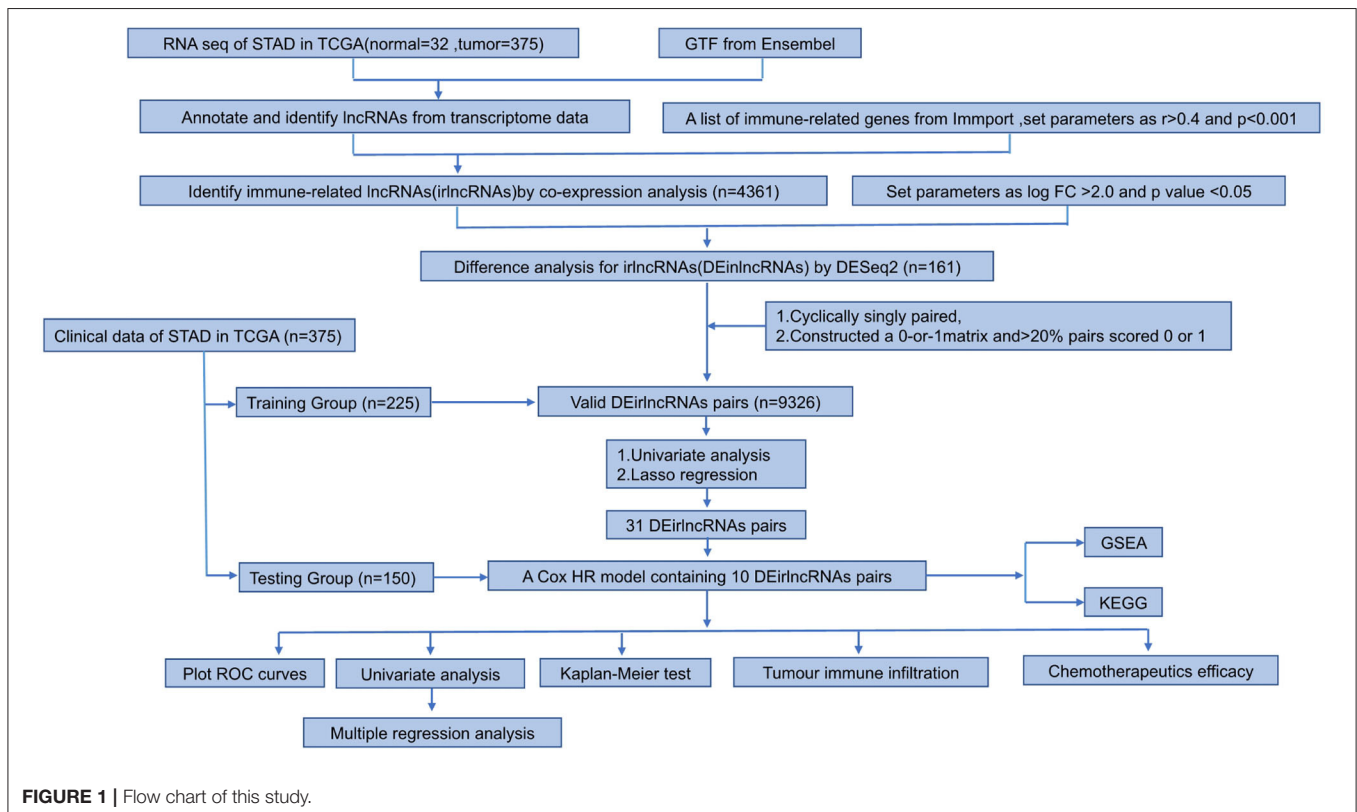 RNA seq of STAD in TCGA(normal=32 ,tumor=375)
GTF from Ensembel
Annotate and identify lncRNAs from transcriptome data
A list of immune-related genes from Immport ,set parameters as r>0.4 and p<0.001
Identify immune-related lncRNAs(irlncRNAs)by co-expression analysis (n=4361)
Set parameters as log FC >2.0 and p value <0.05
Difference analysis for irlncRNAs(DEinlncRNAs) by DESeq2 (n=161)
1.Cyclically singly paired,
2.Constructed a 0-or-1matrix and>20% pairs scored 0 or 1
Clinical data of STAD in TCGA (n=375)
Training Group (n=225)
Valid DEirlncRNAs pairs (n=9326)
1.Univariate analysis
2.Lasso regression
31 DEirlncRNAs pairs
GSEA
Testing Group (n=150)
A Cox HR model containing 10 DEirlncRNAs pairs
KEGG
Plot ROC curves
Univariate analysis
Kaplan-Meier test
Tumour immune infiltration
Chemotherapeutics efficacy
Multiple regression analysis
FIGURE 1 | Flow chart of this study.